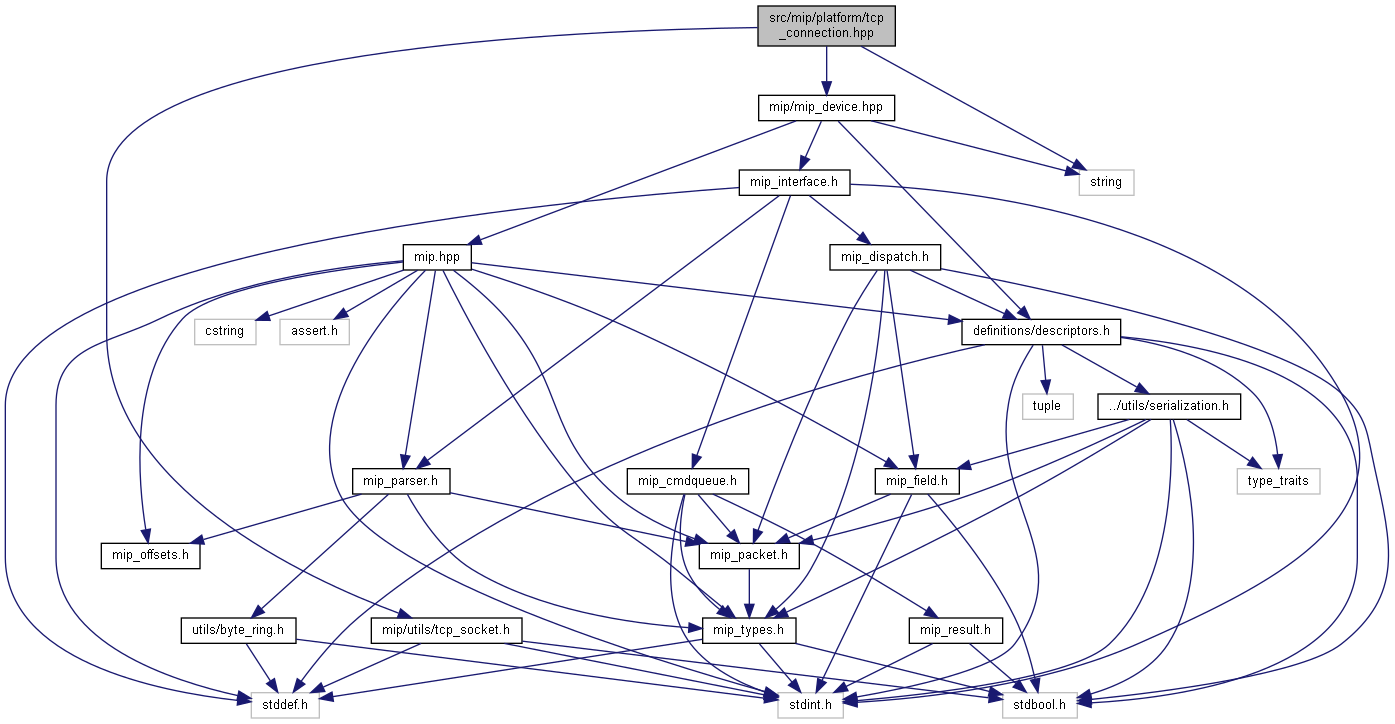 src/mip/platform/tcp
_connection.hpp
mip/mip_device.hpp
string
mip_interface.h
mip.hpp
mip_dispatch.h
cstring
assert.h
definitions/descriptors.h
tuple
../utils/serialization.h
mip_parser.h
mip_cmdqueue.h
mip_field.h
type_traits
mip_offsets.h
mip_packet.h
utils/byte_ring.h
mip/utils/tcp_socket.h
mip_types.h
mip_result.h
stddef.h
stdint.h
stdbool.h